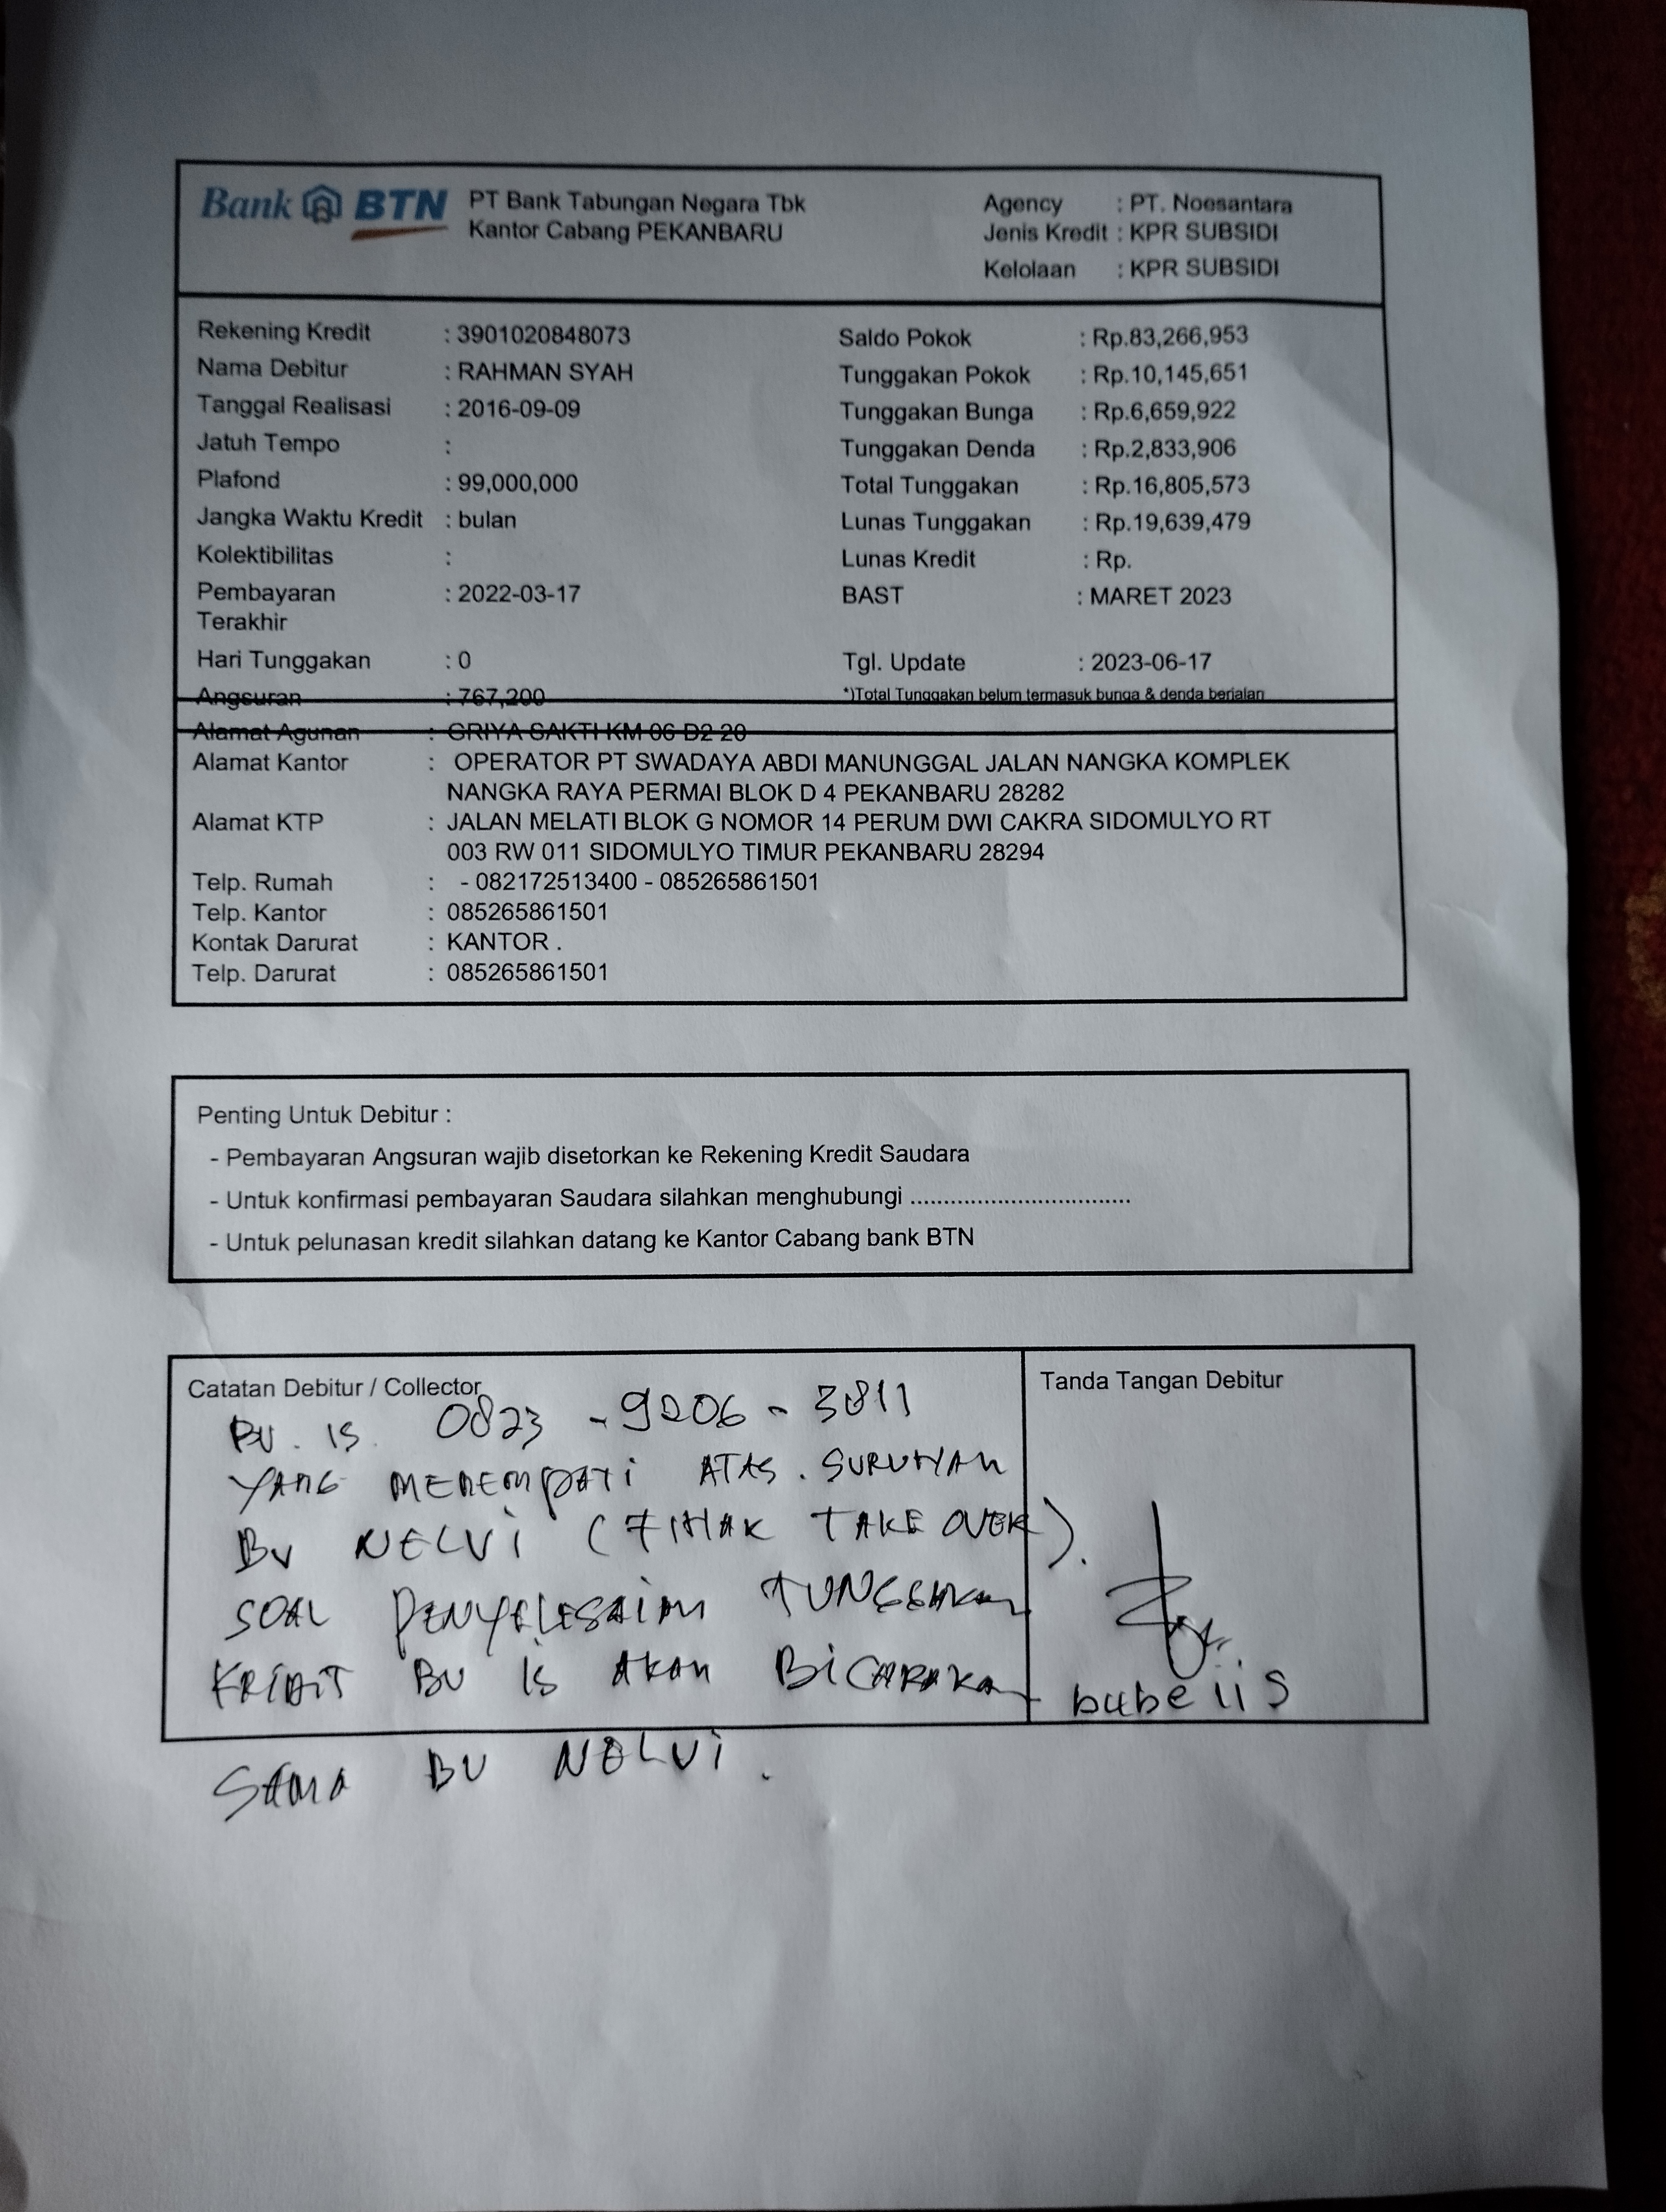 Bank BTN PT Bank Tabungan Negara Tbk
Kantor Cabang PEKANBARU
Agency : PT. Noesantara
Jenis Kredit : KPR SUBSIDI
Kelolaan : KPR SUBSIDI
Rekening Kredit : 3901020848073
Nama Debitur : RAHMAN SYAH
Tanggal Realisasi : 2016-09-09
Jatuh Tempo :
Plafond : 99,000,000
Jangka Waktu Kredit : bulan
Kolektibilitas :
Pembayaran : 2022-03-17
Terakhir
Hari Tunggakan : 0
Angsuran : 767,200
Saldo Pokok : Rp.83,266,953
Tunggakan Pokok : Rp.10,145,651
Tunggakan Bunga : Rp.6,659,922
Tunggakan Denda : Rp.2,833,906
Total Tunggakan : Rp.16,805,573
Lunas Tunggakan : Rp.19,639,479
Lunas Kredit : Rp.
BAST : MARET 2023
Tgl. Update : 2023-06-17
*)Total Tunggakan belum termasuk bunga & denda berjalan
Alamat Agunan : GRIYA SAKTI KM 06 D2 20
Alamat Kantor : OPERATOR PT SWADAYA ABDI MANUNGGAL JALAN NANGKA KOMPLEK
NANGKA RAYA PERMAI BLOK D 4 PEKANBARU 28282
Alamat KTP : JALAN MELATI BLOK G NOMOR 14 PERUM DWI CAKRA SIDOMULYO RT
003 RW 011 SIDOMULYO TIMUR PEKANBARU 28294
Telp. Rumah : - 082172513400 - 085265861501
Telp. Kantor : 085265861501
Kontak Darurat : KANTOR .
Telp. Darurat : 085265861501
Penting Untuk Debitur :
- Pembayaran Angsuran wajib disetorkan ke Rekening Kredit Saudara
- Untuk konfirmasi pembayaran Saudara silahkan menghubungi .................................
- Untuk pelunasan kredit silahkan datang ke Kantor Cabang bank BTN
Catatan Debitur / Collector
BU. IS. 0823 - 9206 - 3811
YANG MENEMPATI ATAS. SURUHAN
BU NELVI (PIHAK TAKE OVER).
SOAL PENYELESAIAN TUNGGAKAN
KRIDIT BU IS AKAN BICARAKAN
SAMA BU NELVI.
Tanda Tangan Debitur
bubeiis